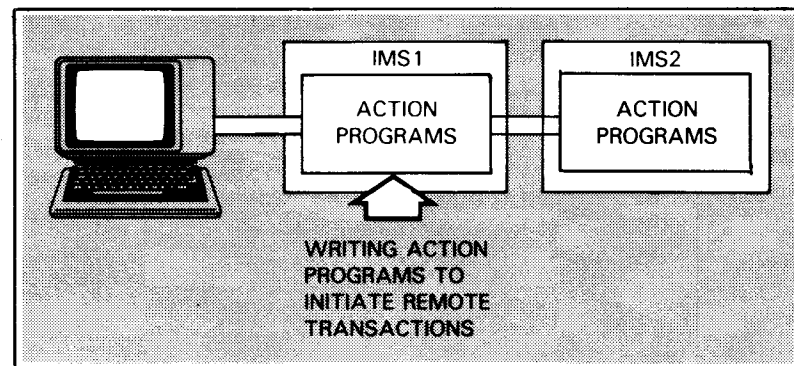 IMS1
IMS2
ACTION
PROGRAMS
ACTION
PROGRAMS
WRITING ACTION
PROGRAMS TO
INITIATE REMOTE
TRANSACTIONS